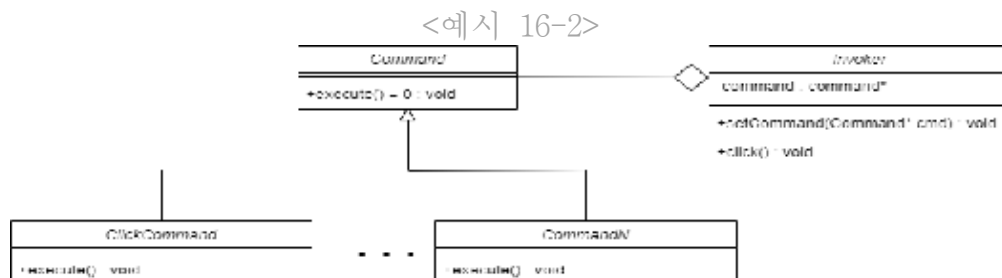 <예시 16-2>
Command
+execute() = 0 : void
Invoker
command : command*
+setCommand(Command* cmd) : void
+click() : void
ClickCommand
+execute() : void
. . .
CommandN
+execute() : void